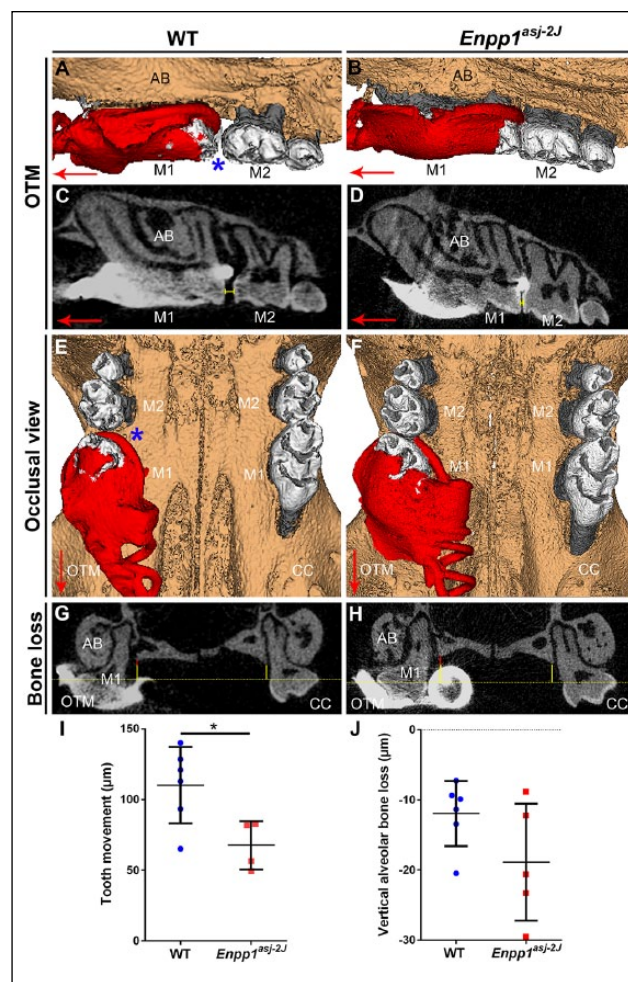 WT Enpp1asj-2J
OTM
A AB B AB
M1 * M2 M1 M2
C AB D AB
M1 M2 M1 M2
Occlusal view
E F
M2 M2 M2 M2
*
M1 M1 M1 M1
OTM CC OTM CC
Bone loss
G H
AB AB
M1 M1
OTM CC OTM CC
I J
Tooth movement (µm)
150
100
50
0
*
WT Enpp1asj-2J
Vertical alveolar bone loss (µm)
0
-10
-20
-30
WT Enpp1asj-2J